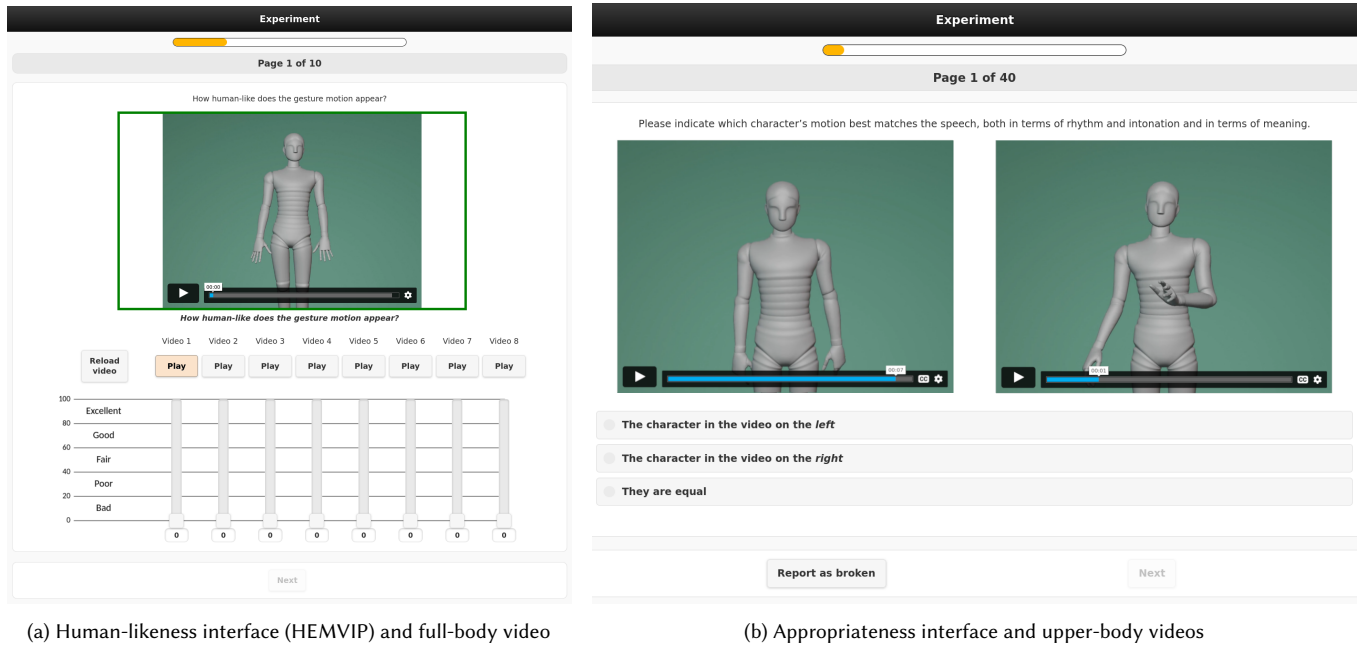 Experiment
Page 1 of 10
How human-like does the gesture motion appear?
00:00
How human-like does the gesture motion appear?
Video 1 Video 2 Video 3 Video 4 Video 5 Video 6 Video 7 Video 8
Reload
video
Play Play Play Play Play Play Play Play
100
Excellent
80
Good
60
Fair
40
Poor
20
Bad
0
0 0 0 0 0 0 0 0
Next
(a) Human-likeness interface (HEMVIP) and full-body video
Experiment
Page 1 of 40
Please indicate which character's motion best matches the speech, both in terms of rhythm and intonation and in terms of meaning.
00:07
CC
00:01
CC
The character in the video on the left
The character in the video on the right
They are equal
Report as broken
Next
(b) Appropriateness interface and upper-body videos